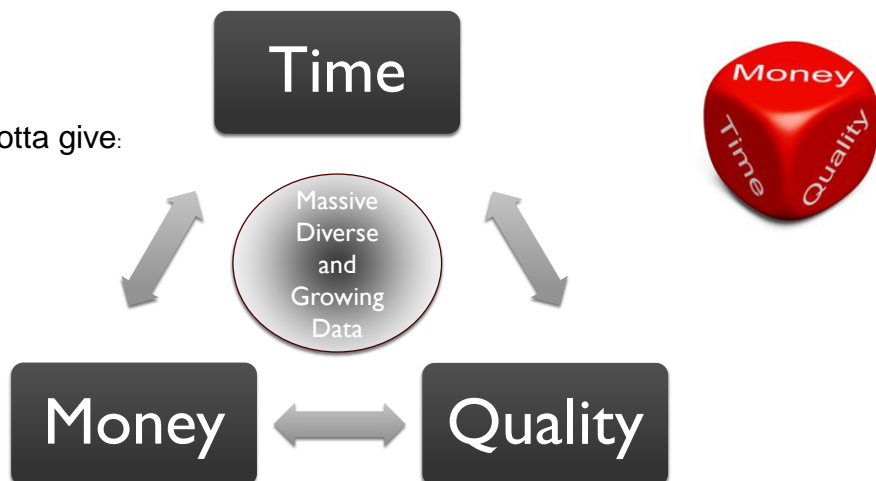 Time
Money
Time
Quality
otta give:
Massive
Diverse
and
Growing
Data
Money
Quality